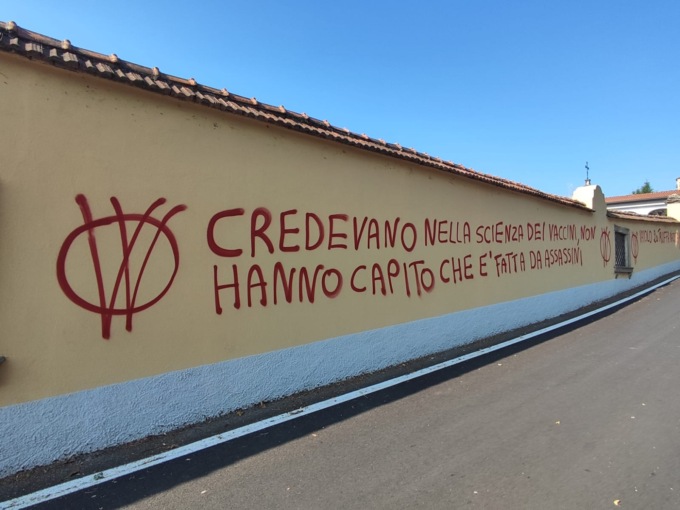 CREDEVANO NELLA SCIENZA DEI VACCINI, NON
HANNO CAPITO CHE E' FATTA DA ASSASSINI